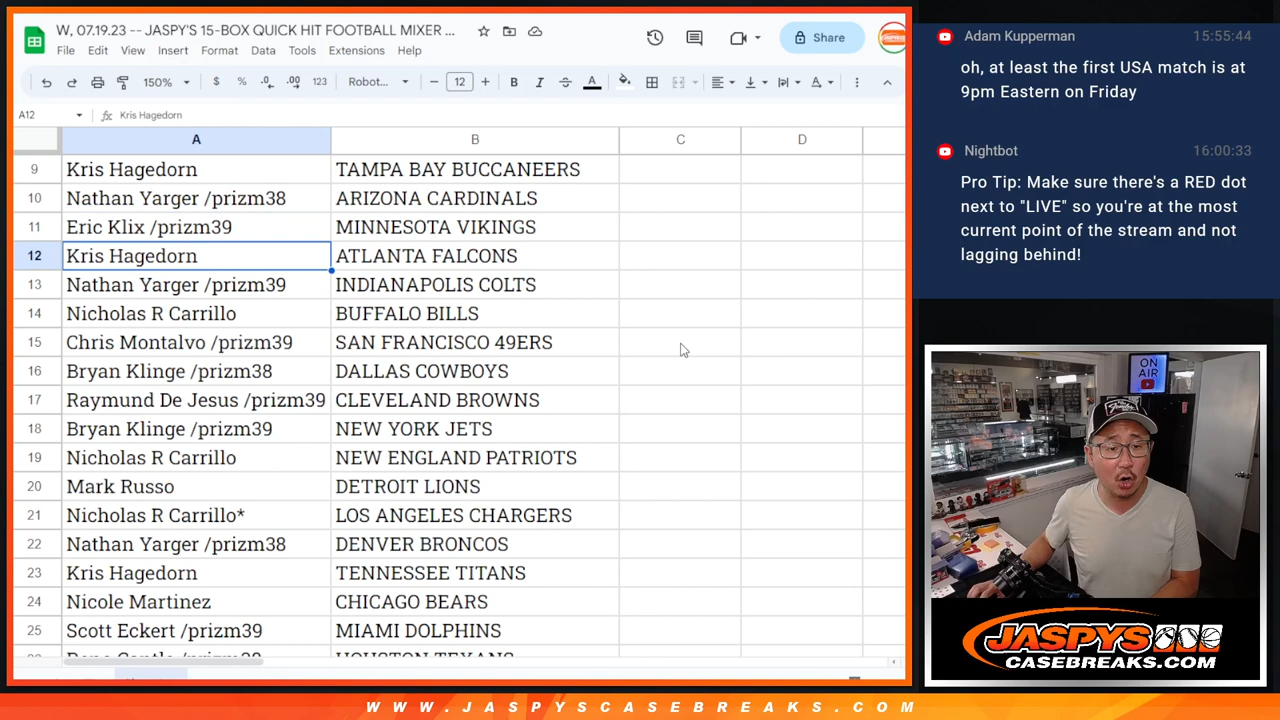 W, 07.19.23 -- JASPY'S 15-BOX QUICK HIT FOOTBALL MIXER ...
File Edit View Insert Format Data Tools Extensions Help
Share
150% $ % .0 .00 123 Robot... − 12 + B I S A
A12 fx Kris Hagedorn
A B C D
9 Kris Hagedorn TAMPA BAY BUCCANEERS
10 Nathan Yarger /prizm38 ARIZONA CARDINALS
11 Eric Klix /prizm39 MINNESOTA VIKINGS
12 Kris Hagedorn ATLANTA FALCONS
13 Nathan Yarger /prizm39 INDIANAPOLIS COLTS
14 Nicholas R Carrillo BUFFALO BILLS
15 Chris Montalvo /prizm39 SAN FRANCISCO 49ERS
16 Bryan Klinge /prizm38 DALLAS COWBOYS
17 Raymund De Jesus /prizm39 CLEVELAND BROWNS
18 Bryan Klinge /prizm39 NEW YORK JETS
19 Nicholas R Carrillo NEW ENGLAND PATRIOTS
20 Mark Russo DETROIT LIONS
21 Nicholas R Carrillo* LOS ANGELES CHARGERS
22 Nathan Yarger /prizm38 DENVER BRONCOS
23 Kris Hagedorn TENNESSEE TITANS
24 Nicole Martinez CHICAGO BEARS
25 Scott Eckert /prizm39 MIAMI DOLPHINS
HOUSTON TEXANS
Adam Kupperman 15:55:44
oh, at least the first USA match is at
9pm Eastern on Friday
Nightbot 16:00:33
Pro Tip: Make sure there's a RED dot
next to "LIVE" so you're at the most
current point of the stream and not
lagging behind!
ON
AIR
JASPYS
CASEBREAKS.COM
WWW.JASPYSCASEBREAKS.COM